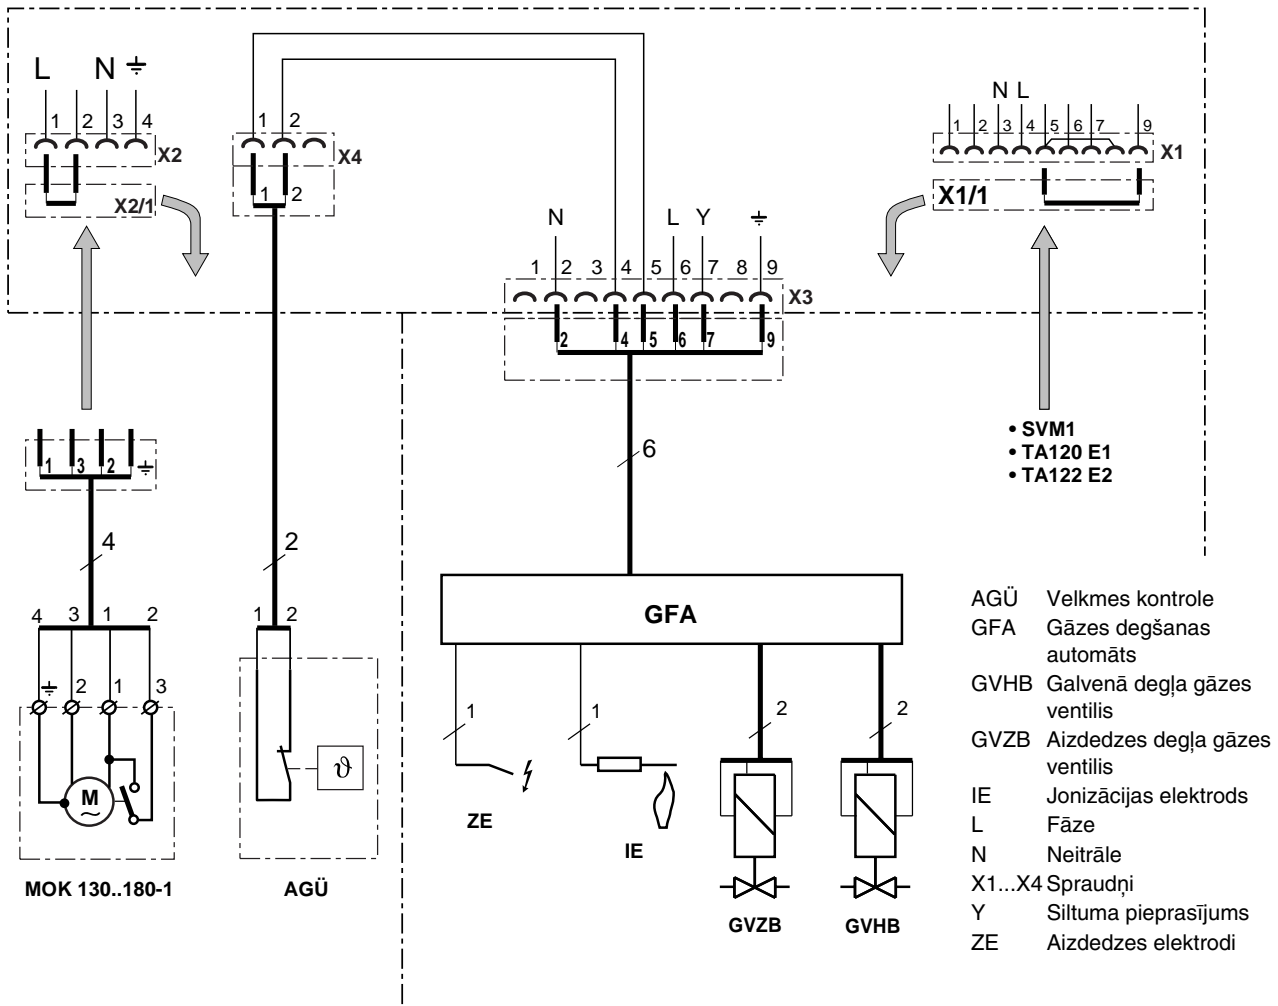 L N
1 2 3 4
X2
X2/1
1 2
X4
1 2
N L
1 2 3 4 5 6 7 9
X1
X1/1
N L Y
1 2 3 4 5 6 7 8 9
X3
2 4 5 6 7 9
• SVM1
• TA120 E1
• TA122 E2
6
1 3 2
4
2
4 3 1 2
1 2
2 1 3
M
~
ϑ
GFA
1 1 2 2
ZE
IE
GVZB
GVHB
MOK 130..180-1
AGÜ
AGÜ Velkmes kontrole
GFA Gāzes degšanas
automāts
GVHB Galvenā degļa gāzes
ventilis
GVZB Aizdedzes degļa gāzes
ventilis
IE Jonizācijas elektrods
L Fāze
N Neitrāle
X1...X4 Spraudņi
Y Siltuma pieprasījums
ZE Aizdedzes elektrodi